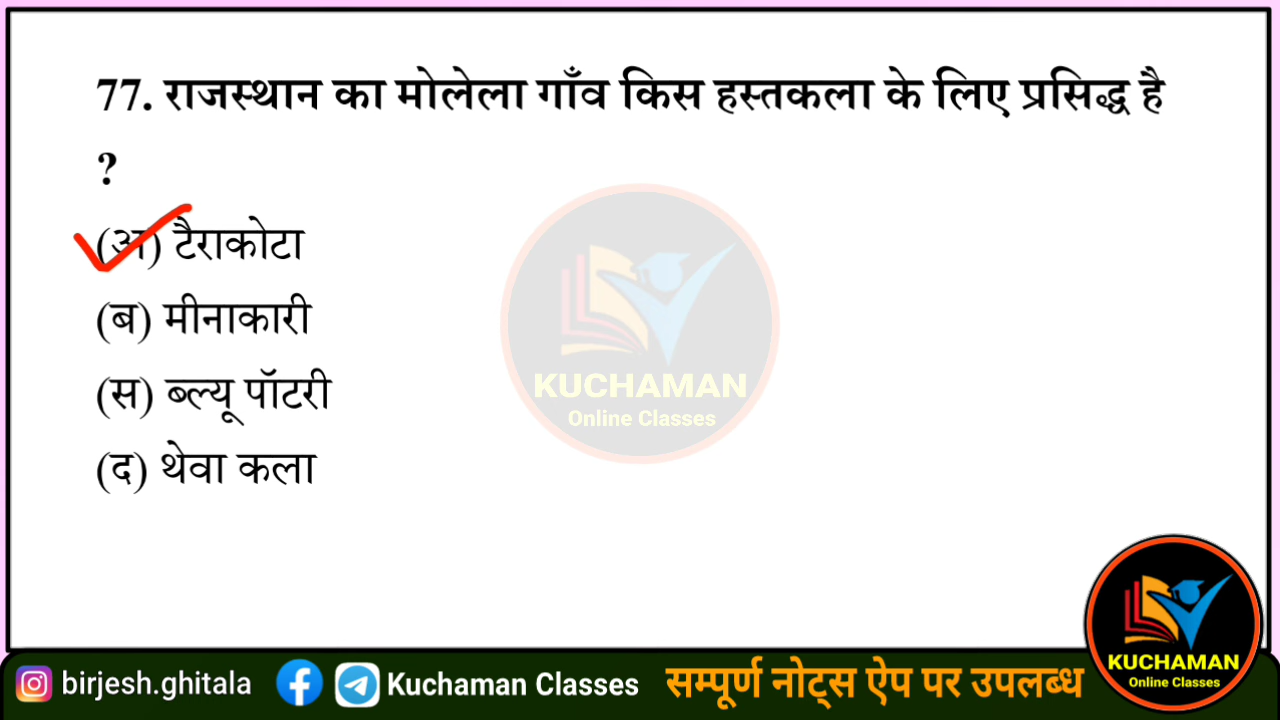 77. राजस्थान का मोलेला गाँव किस हस्तकला के लिए प्रसिद्ध है
?
(अ) टैराकोटा
(ब) मीनाकारी
(स) ब्ल्यू पॉटरी
(द) थेवा कला
KUCHAMAN
Online Classes
KUCHAMAN
Online Classes
birjesh.ghitala
Kuchaman Classes
सम्पूर्ण नोट्स ऐप पर उपलब्ध